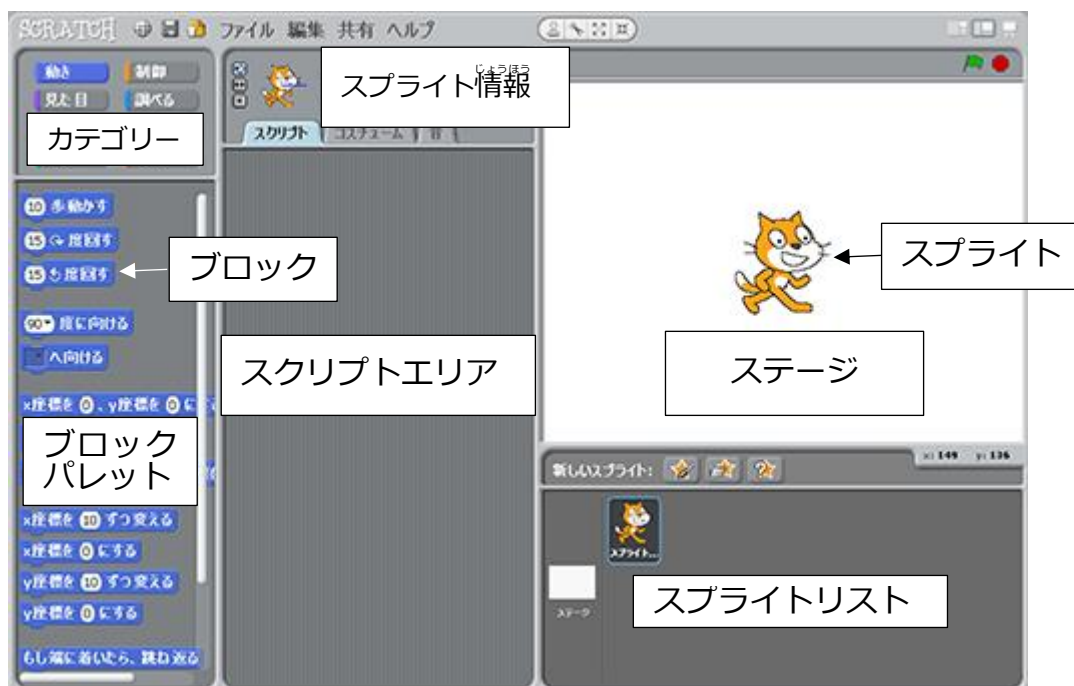 SCRATCH ファイル 編集 共有 ヘルプ
動き 制御
見た目 調べる
カテゴリー
じょうほう
スプライト情報
スクリプト コスチューム 音
10 歩動かす
15 度回す
15 度回す
ブロック
90 度に向ける
へ向ける
スプライト
スクリプトエリア
ステージ
x座標を 0 、y座標を 0 に
ブロック
パレット
x座標を 10 ずつ変える
x座標を 0 にする
y座標を 10 ずつ変える
y座標を 0 にする
もし端に着いたら、跳ね返る
x: 149 y: 136
新しいスプライト:
スプライト...
ステージ
スプライトリスト